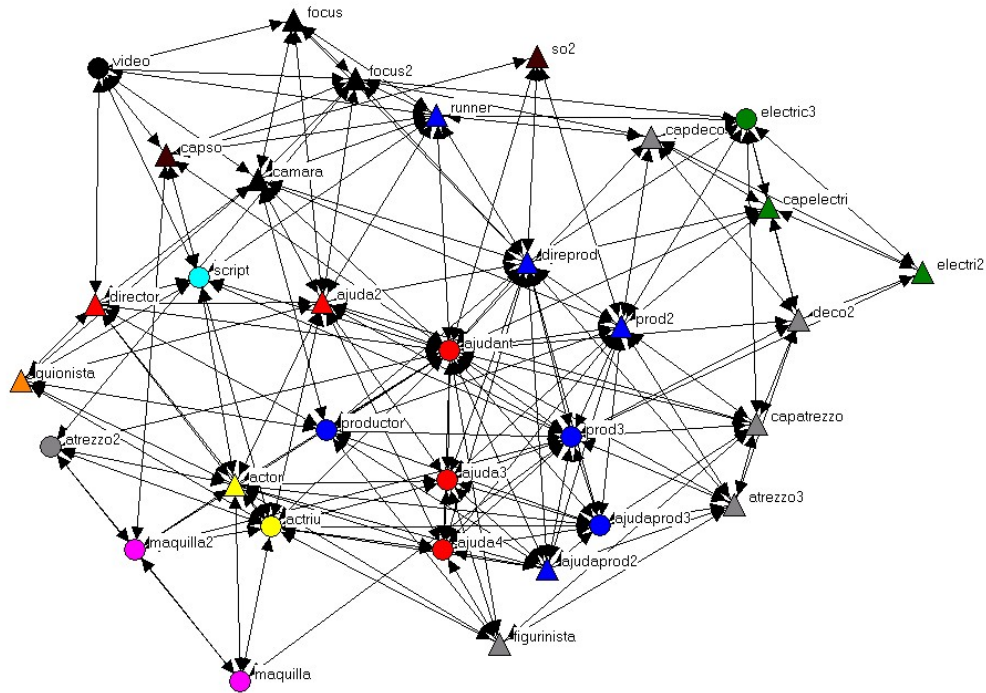 focus
video
so2
focus2
runner
electric3
capdeco
capso
camara
capelectri
direprod
script
electri2
director
ajuda2
prod2
deco2
ajudant
guionista
productor
prod3
capatrezzo
atrezzo2
actor
ajuda3
atrezzo3
actriu
ajudaprod3
maquilla2
ajuda4
ajudaprod2
figurinista
maquilla